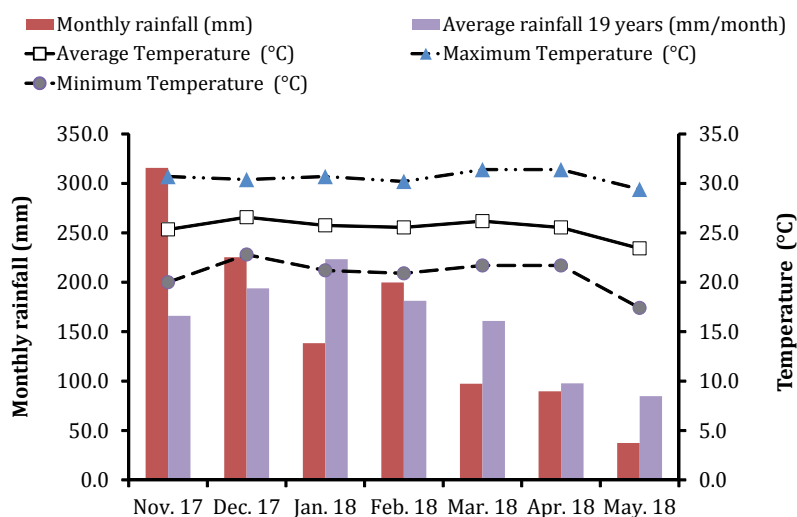 Monthly rainfall (mm)
Average rainfall 19 years (mm/month)
Average Temperature (°C)
Maximum Temperature (°C)
Minimum Temperature (°C)
350.0
300.0
250.0
200.0
150.0
100.0
50.0
0.0
Monthly rainfall (mm)
35.0
30.0
25.0
20.0
15.0
10.0
5.0
0.0
Temperature (°C)
Nov. 17 Dec. 17 Jan. 18 Feb. 18 Mar. 18 Apr. 18 May. 18